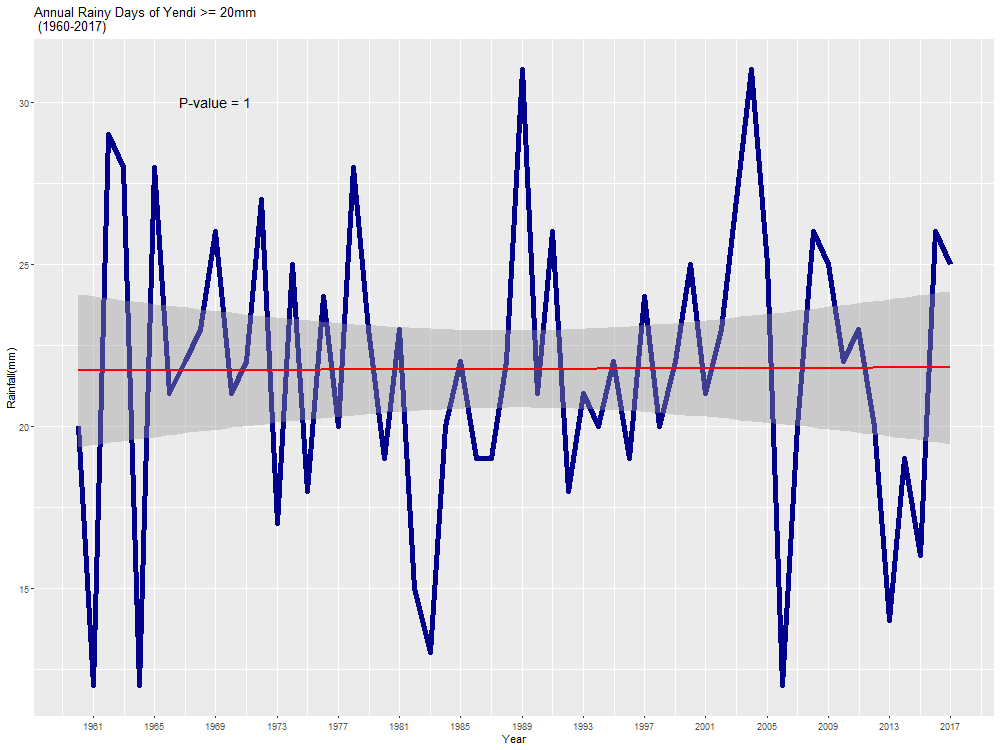 Annual Rainy Days of Yendi >= 20mm
(1960-2017)
P-value = 1
30
25
20
15
Rainfall(mm)
1961 1965 1969 1973 1977 1981 1985 1989 1993 1997 2001 2005 2009 2013 2017
Year